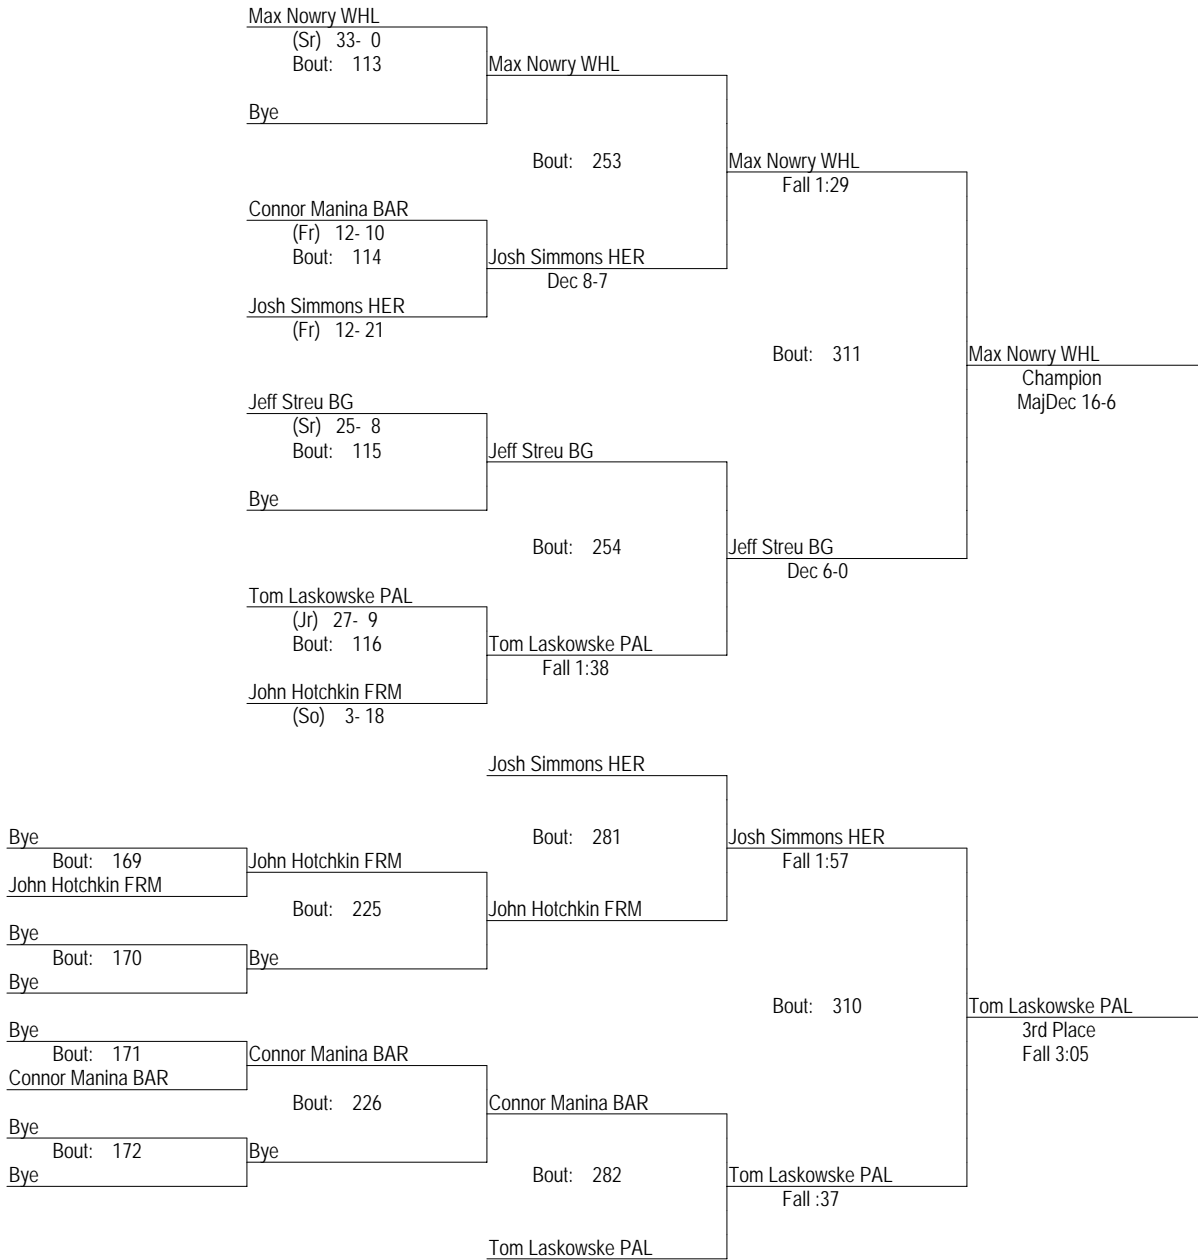 Max Nowry WHL
(Sr) 33- 0
Bout: 113
Max Nowry WHL
Bye
Bout: 253
Max Nowry WHL
Fall 1:29
Connor Manina BAR
(Fr) 12- 10
Bout: 114
Josh Simmons HER
Dec 8-7
Josh Simmons HER
(Fr) 12- 21
Bout: 311
Max Nowry WHL
Champion
MajDec 16-6
Jeff Streu BG
(Sr) 25- 8
Bout: 115
Jeff Streu BG
Bye
Bout: 254
Jeff Streu BG
Dec 6-0
Tom Laskowske PAL
(Jr) 27- 9
Bout: 116
Tom Laskowske PAL
Fall 1:38
John Hotchkin FRM
(So) 3- 18
Josh Simmons HER
Bout: 281
Josh Simmons HER
Fall 1:57
Bye
Bout: 169
John Hotchkin FRM
John Hotchkin FRM
Bout: 225
John Hotchkin FRM
Bye
Bout: 170
Bye
Bye
Bout: 310
Tom Laskowske PAL
3rd Place
Fall 3:05
Bye
Bout: 171
Connor Manina BAR
Connor Manina BAR
Bout: 226
Connor Manina BAR
Bye
Bout: 172
Bye
Bye
Bout: 282
Tom Laskowske PAL
Fall :37
Tom Laskowske PAL